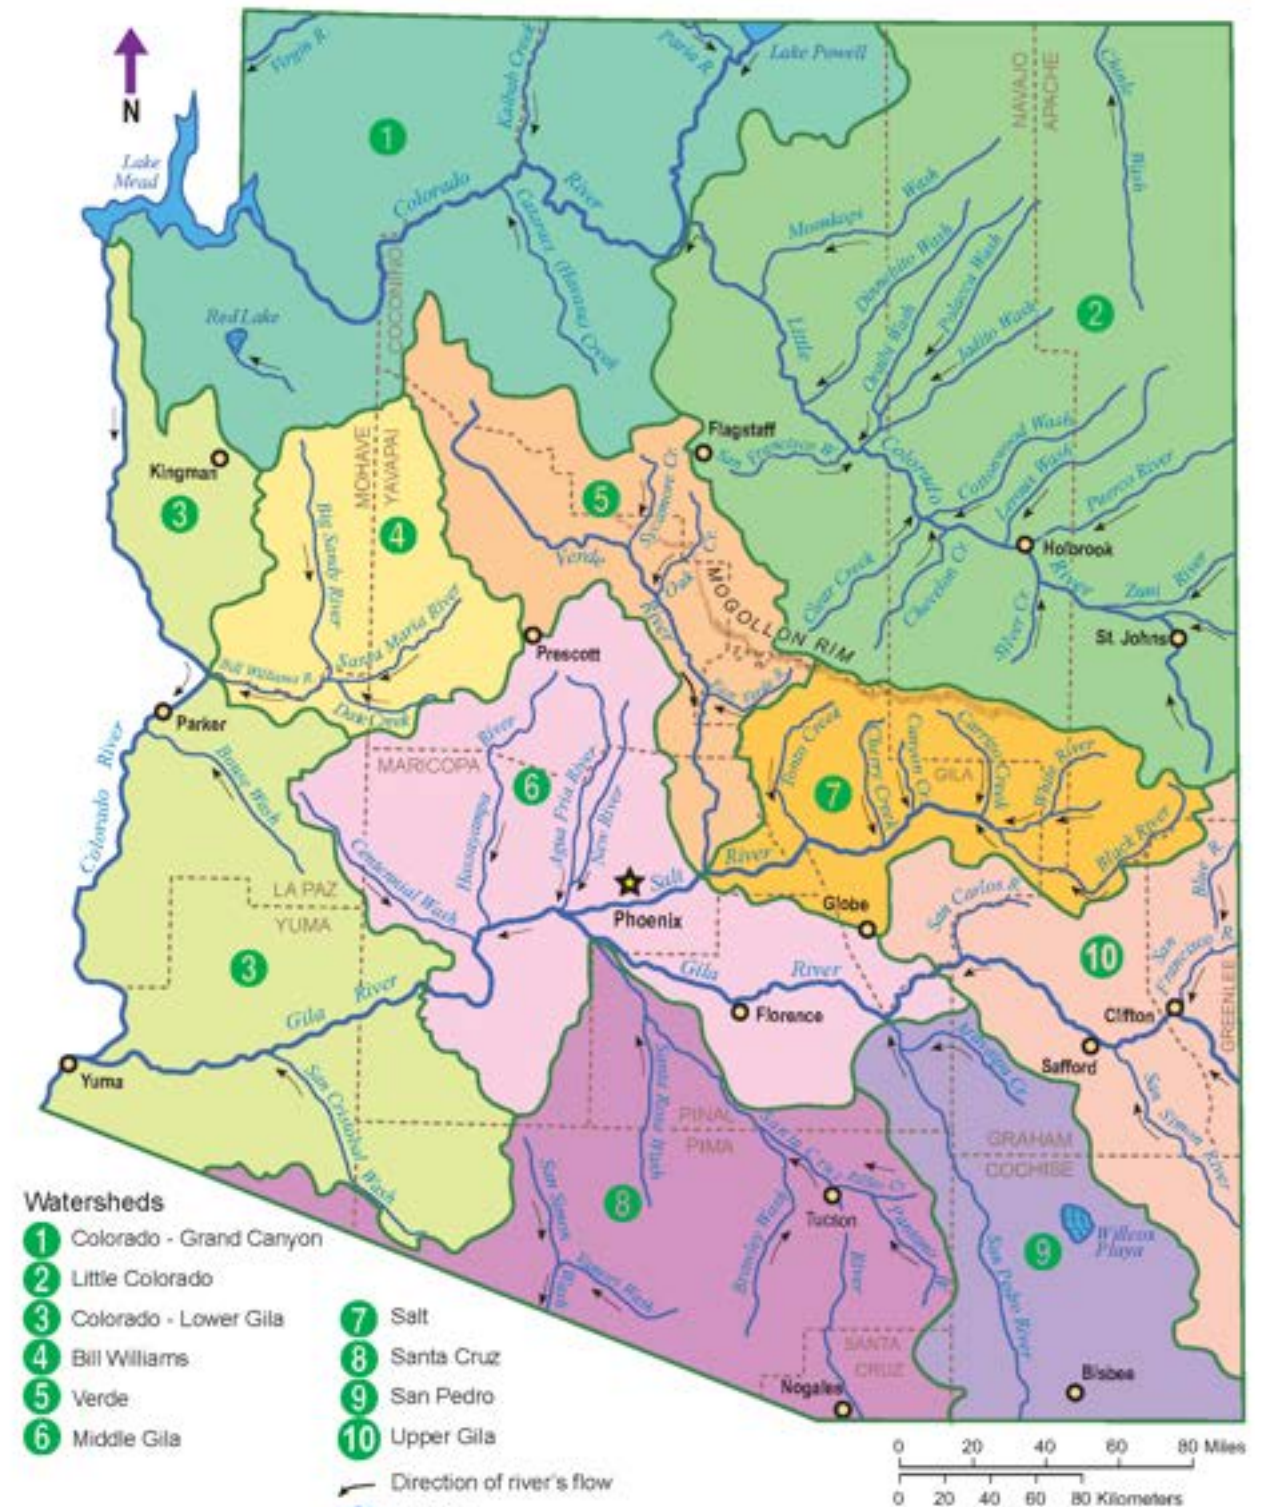 N
Virgin R.
Kaibab Creek
Paria R.
Lake Powell
NAVAJO
APACHE
Chinle
Wash
1
Lake
Mead
Colorado
River
Cataract (Havasu) Creek
Moenkopi
Wash
Dinnebito Wash
Oraibi Wash
Polacca Wash
Jadito Wash
2
Red Lake
COCONINO
Little
Colorado
River
Flagstaff
San Francisco W.
Cottonwood Wash
Leroux Wash
Puerco River
Kingman
3
MOHAVE
YAVAPAI
Big Sandy River
4
5
Sycamore Cr.
Verde
River
Oak
Cr.
MOGOLLON RIM
Clear Creek
Chevelon Cr.
Holbrook
Silver Cr.
Zuni River
St. Johns
Santa Maria River
Bill Williams R.
Date Creek
Prescott
East Verde R.
Parker
Colorado River
Bouse Wash
MARICOPA
River
Hassayampa
6
Agua Fria River
New River
Tonto Creek
Cherry Creek
Canyon Cr.
Carrizo Creek
GILA
White River
7
Black River
River
Salt
Centennial Wash
LA PAZ
YUMA
Phoenix
Globe
San Carlos R.
Blue R.
10
San
Francisco R.
3
Gila River
Gila River
Florence
Clifton
GREENLEE
Safford
Yuma
San Cristobal Wash
Santa Rosa Wash
PINAL
PIMA
GRAHAM
COCHISE
San Simon River
San Simon
Wash
8
Brawley Wash
Santa Cruz
River
Tucson
Pantano W.
San Pedro River
9
Willcox
Playa
SANTA
CRUZ
Nogales
Bisbee
Watersheds
1 Colorado - Grand Canyon
2 Little Colorado
3 Colorado - Lower Gila
4 Bill Williams
5 Verde
6 Middle Gila
7 Salt
8 Santa Cruz
9 San Pedro
10 Upper Gila
Direction of river's flow
0 20 40 60 80 Miles
0 20 40 60 80 Kilometers